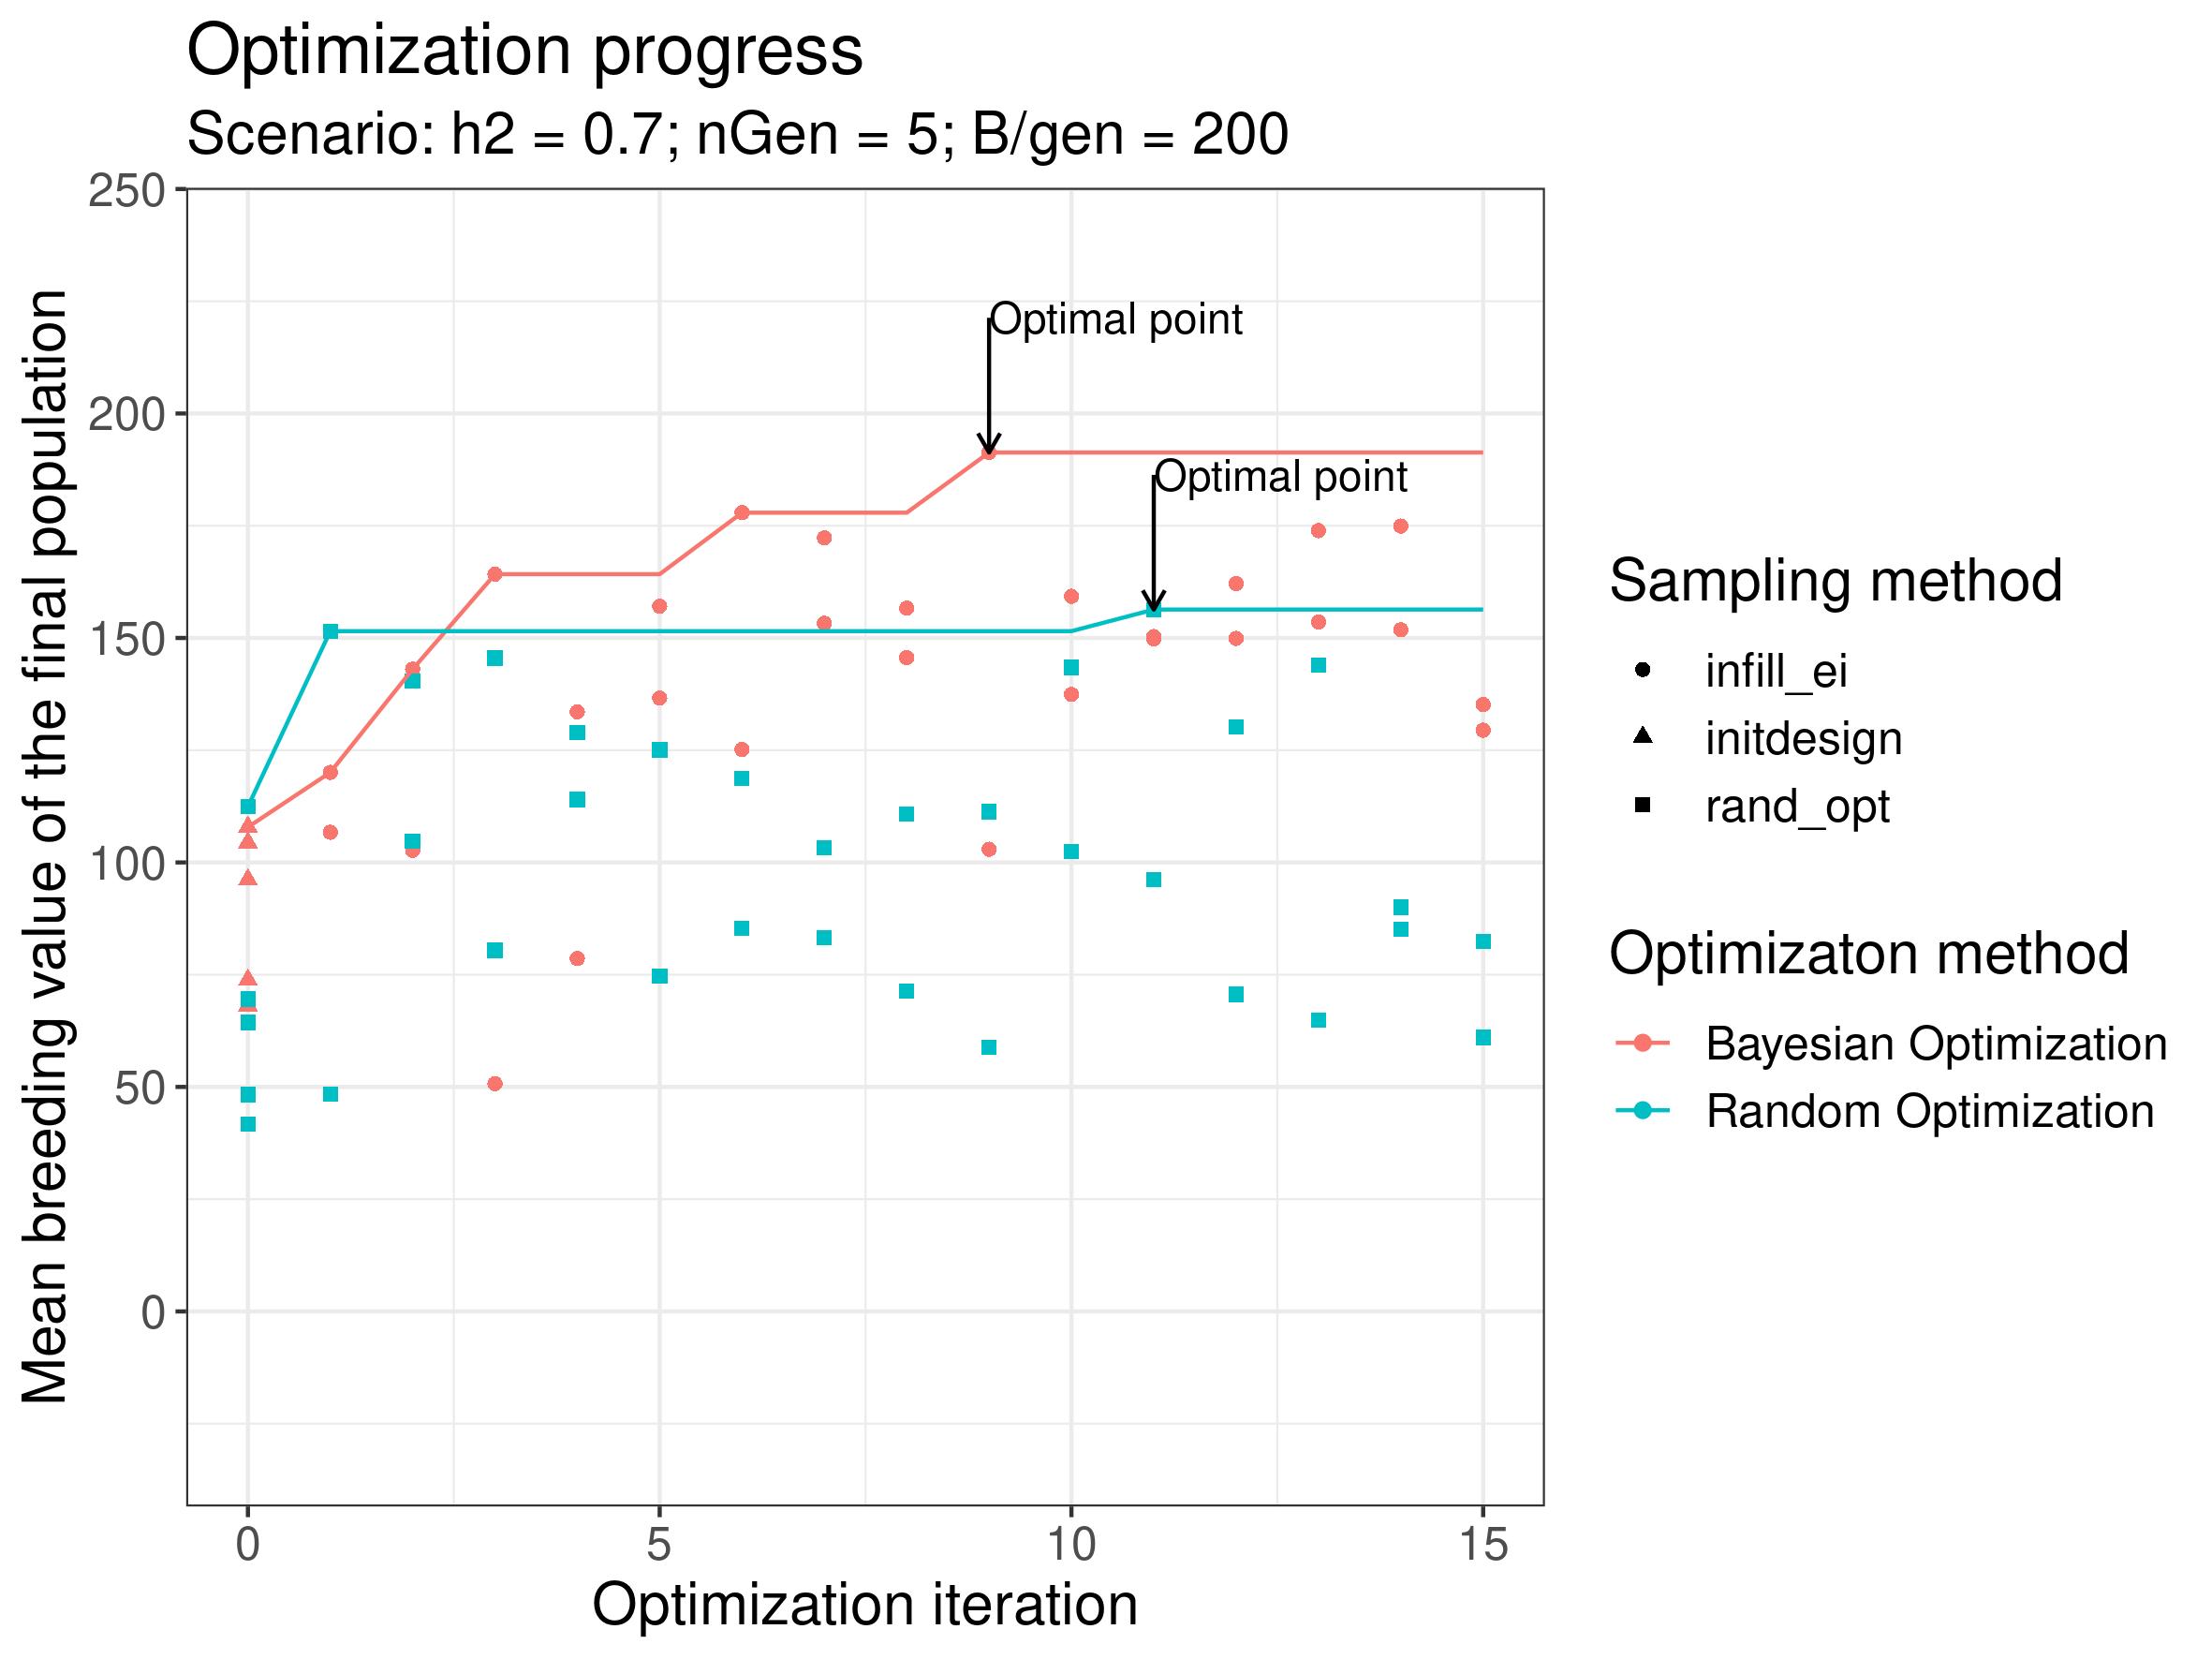 Optimization progress
Scenario: h2 = 0.7; nGen = 5; B/gen = 200
Mean breeding value of the final population
250
200
150
100
50
0
Optimal point
Optimal point
0
5
10
15
Optimization iteration
Sampling method
infill_ei
initdesign
rand_opt
Optimizaton method
Bayesian Optimization
Random Optimization